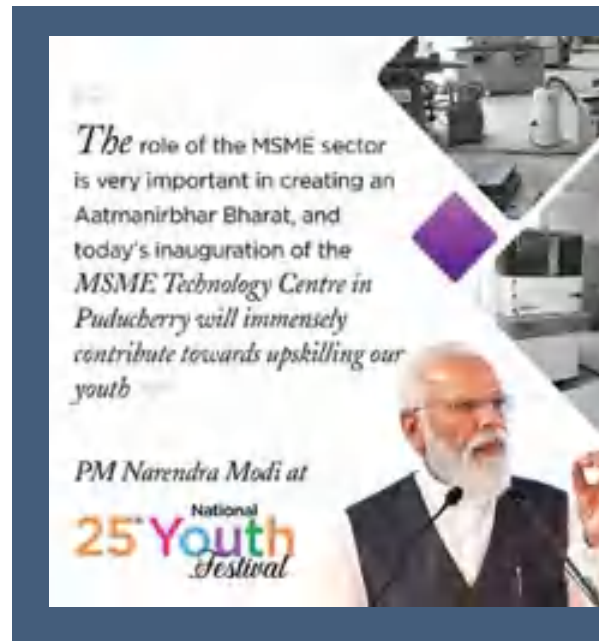 The role of the MSME sector
is very important in creating an
Aatmanirbhar Bharat, and
today's inauguration of the
MSME Technology Centre in
Puducherry will immensely
contribute towards upskilling our
youth
PM Narendra Modi at
National
25th Youth
Festival